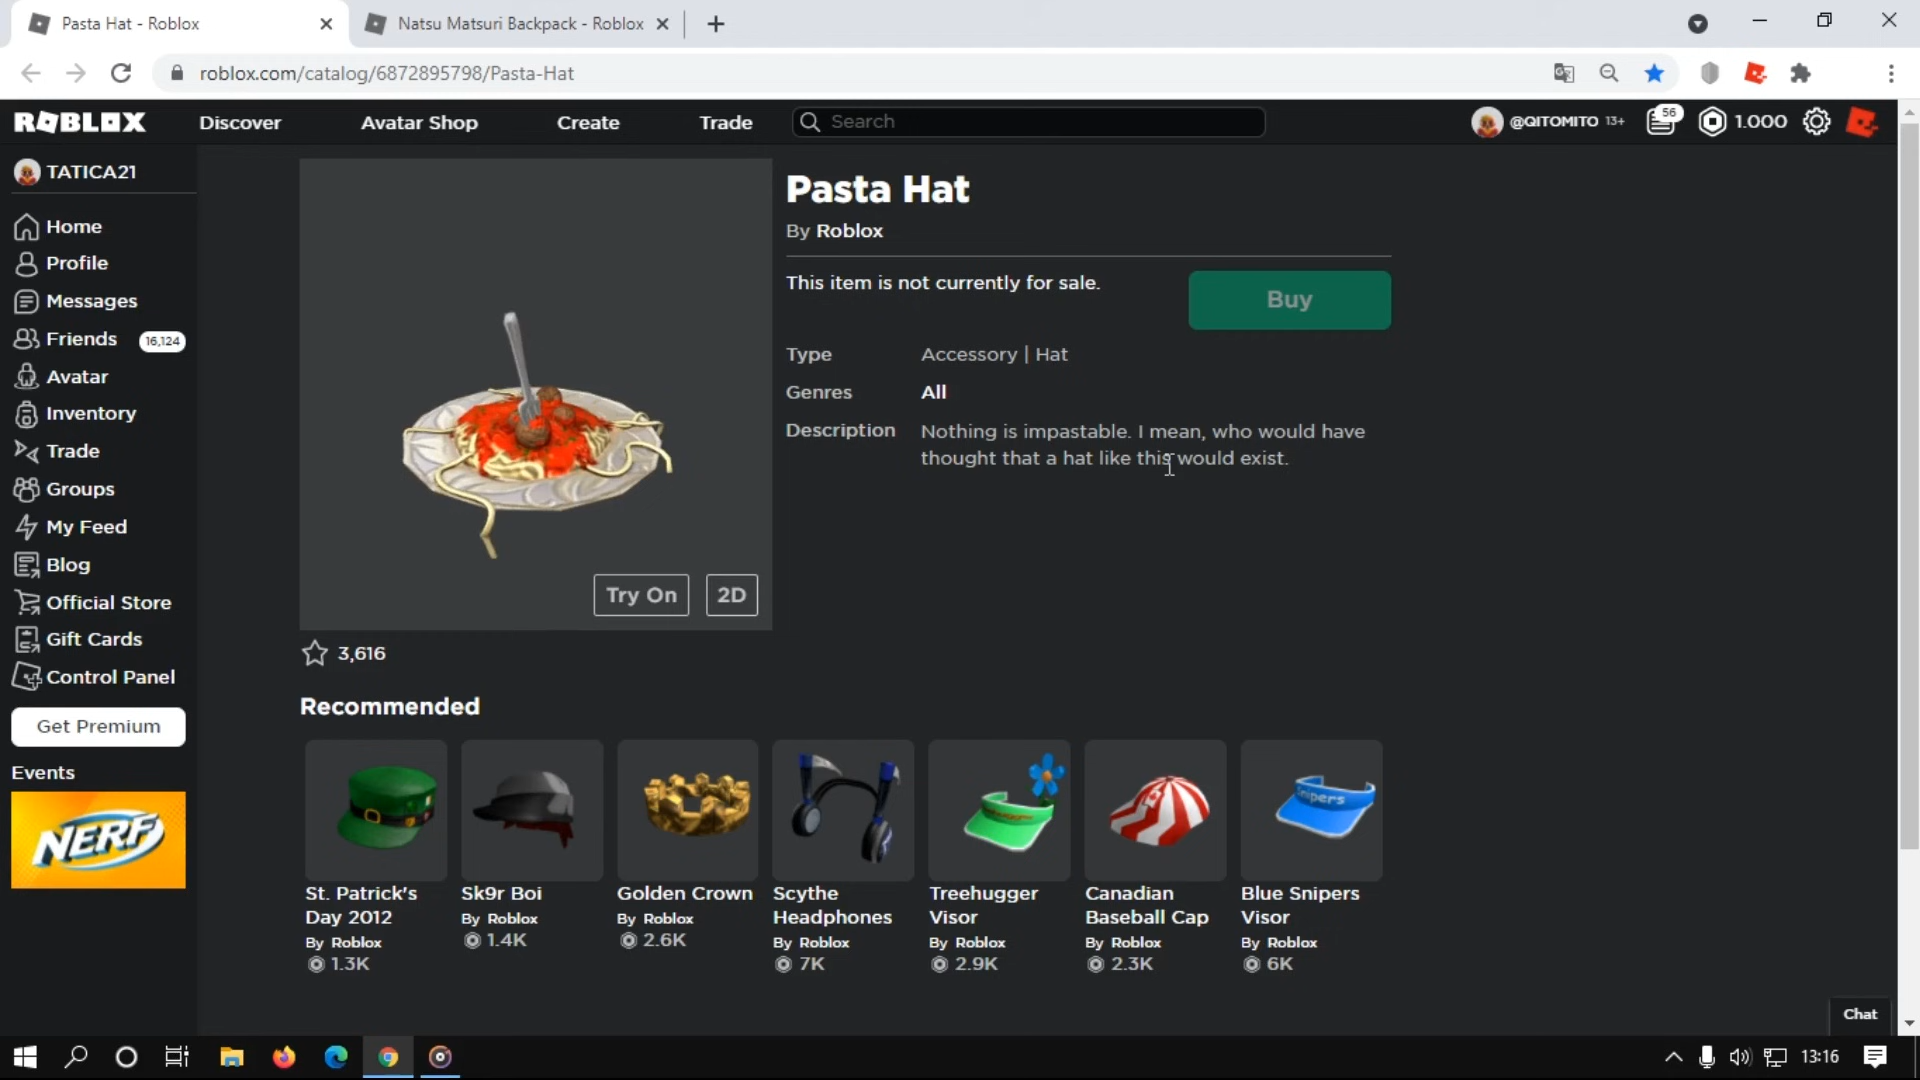 Pasta Hat - Roblox
Natsu Matsuri Backpack - Roblox
roblox.com/catalog/6872895798/Pasta-Hat
ROBLOX Discover Avatar Shop Create Trade Search @QITOMITO 13+ 56 1.000
TATICA21
Home
Profile
Messages
Friends 16,124
Avatar
Inventory
Trade
Groups
My Feed
Blog
Official Store
Gift Cards
Control Panel
Get Premium
Events
NERF
Pasta Hat
By Roblox
This item is not currently for sale.
Buy
Type Accessory | Hat
Genres All
Description Nothing is impastable. I mean, who would have
thought that a hat like this would exist.
Try On 2D
3,616
Recommended
St. Patrick's
Day 2012
By Roblox
1.3K
Sk9r Boi
By Roblox
1.4K
Golden Crown
By Roblox
2.6K
Scythe
Headphones
By Roblox
7K
Treehugger
Visor
By Roblox
2.9K
Canadian
Baseball Cap
By Roblox
2.3K
Snipers
Blue Snipers
Visor
By Roblox
6K
Chat
13:16